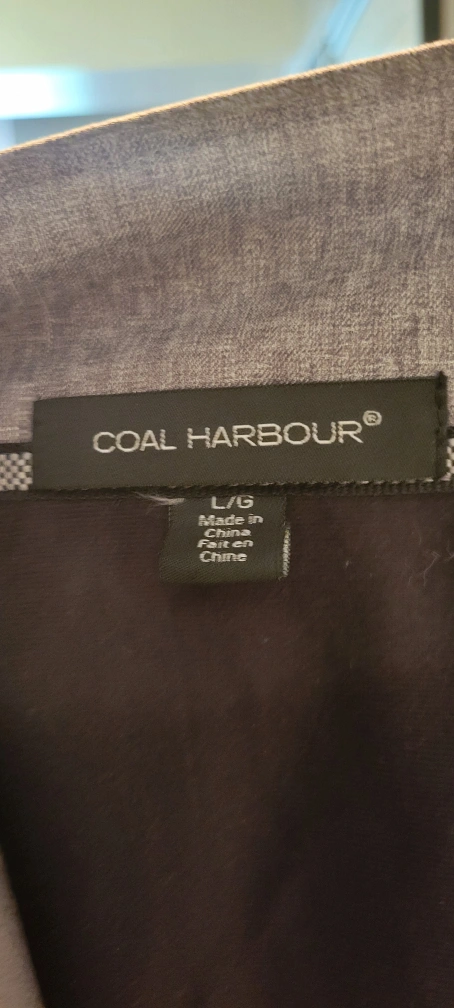 COAL HARBOUR®
L/G
Made in
China
Fait en
Chine